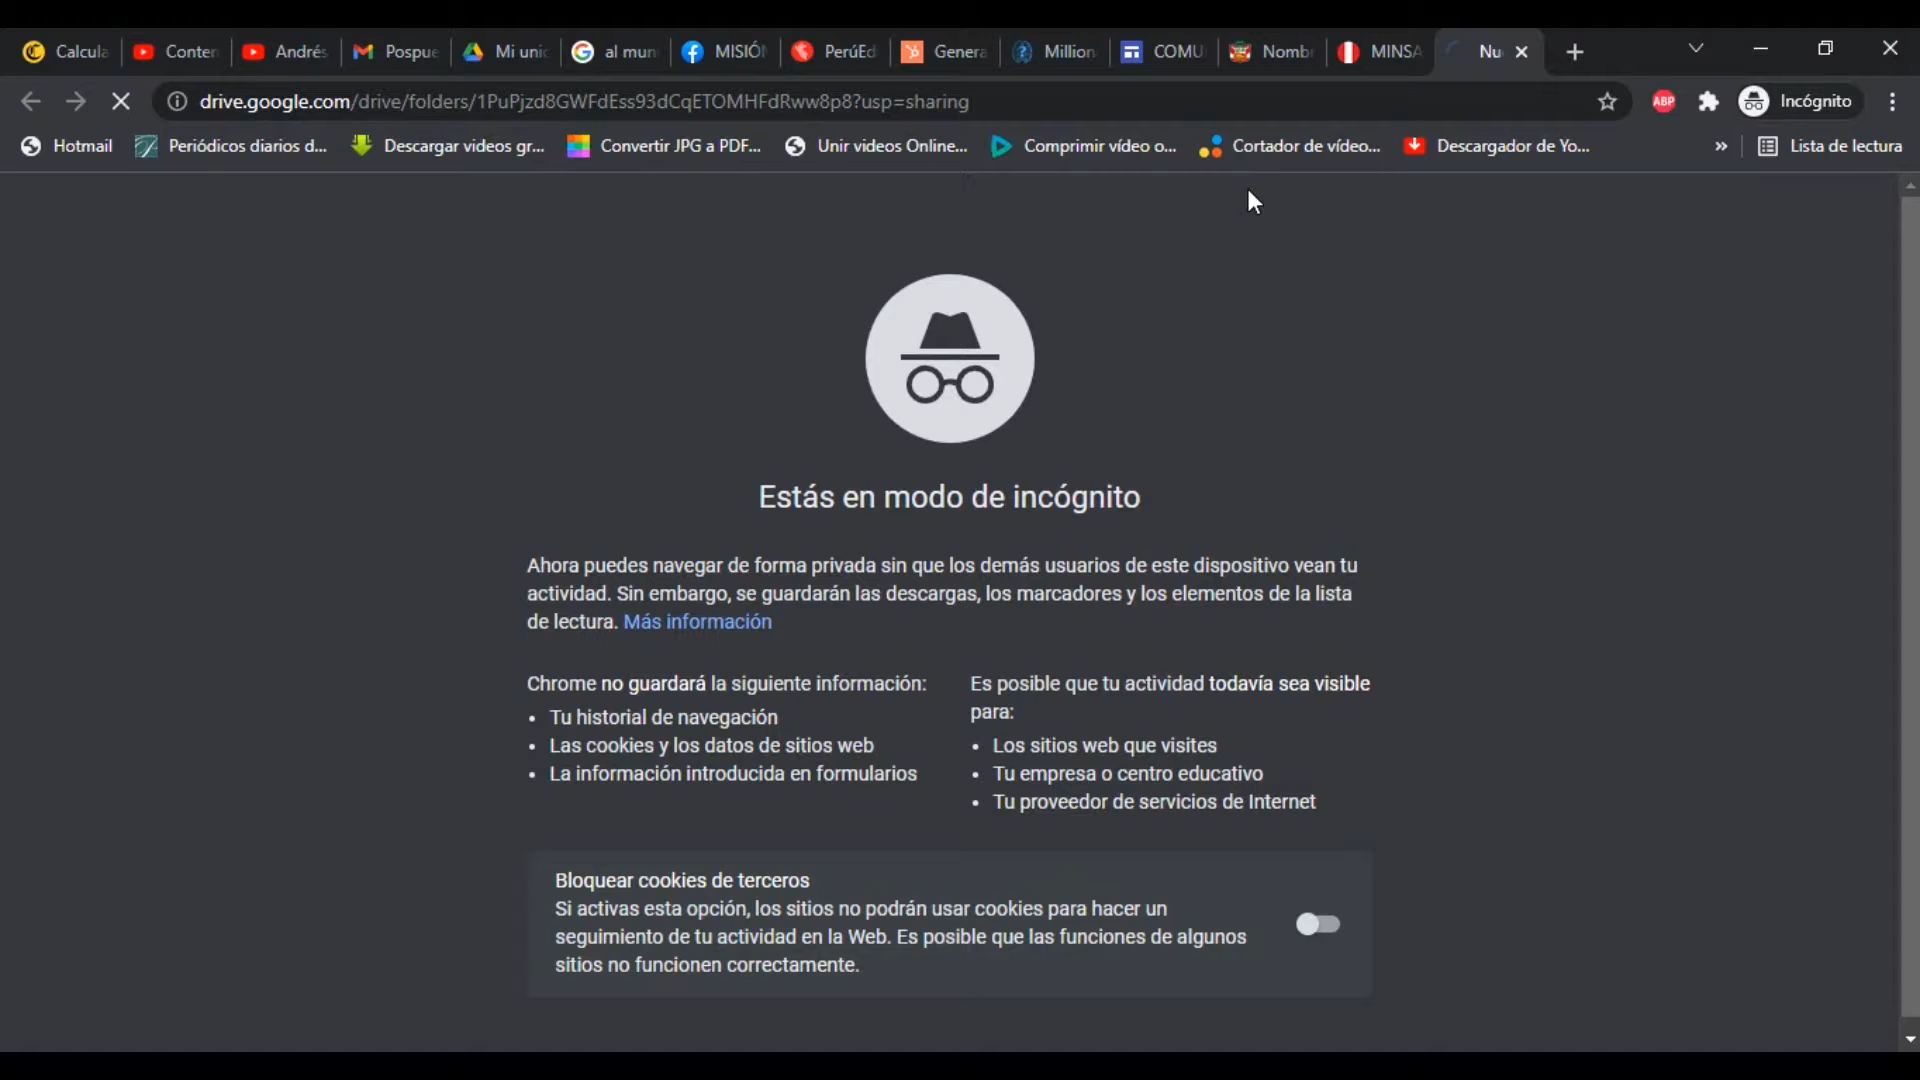 Calcula Conten Andrés Pospue Mi uni al mun MISIÓN PerúEd Genera Million COMU Nomb MINSA Nu
drive.google.com/drive/folders/1PuPjzd8GWFdEss93dCqETOMHFdRww8p8?usp=sharing ABP Incógnito
Hotmail Periódicos diarios d... Descargar videos gr... Convertir JPG a PDF... Unir videos Online... Comprimir vídeo o... Cortador de vídeo... Descargador de Yo... » Lista de lectura
Estás en modo de incógnito
Ahora puedes navegar de forma privada sin que los demás usuarios de este dispositivo vean tu
actividad. Sin embargo, se guardarán las descargas, los marcadores y los elementos de la lista
de lectura. Más información
Chrome no guardará la siguiente información:
• Tu historial de navegación
• Las cookies y los datos de sitios web
• La información introducida en formularios
Es posible que tu actividad todavía sea visible
para:
• Los sitios web que visites
• Tu empresa o centro educativo
• Tu proveedor de servicios de Internet
Bloquear cookies de terceros
Si activas esta opción, los sitios no podrán usar cookies para hacer un
seguimiento de tu actividad en la Web. Es posible que las funciones de algunos
sitios no funcionen correctamente.